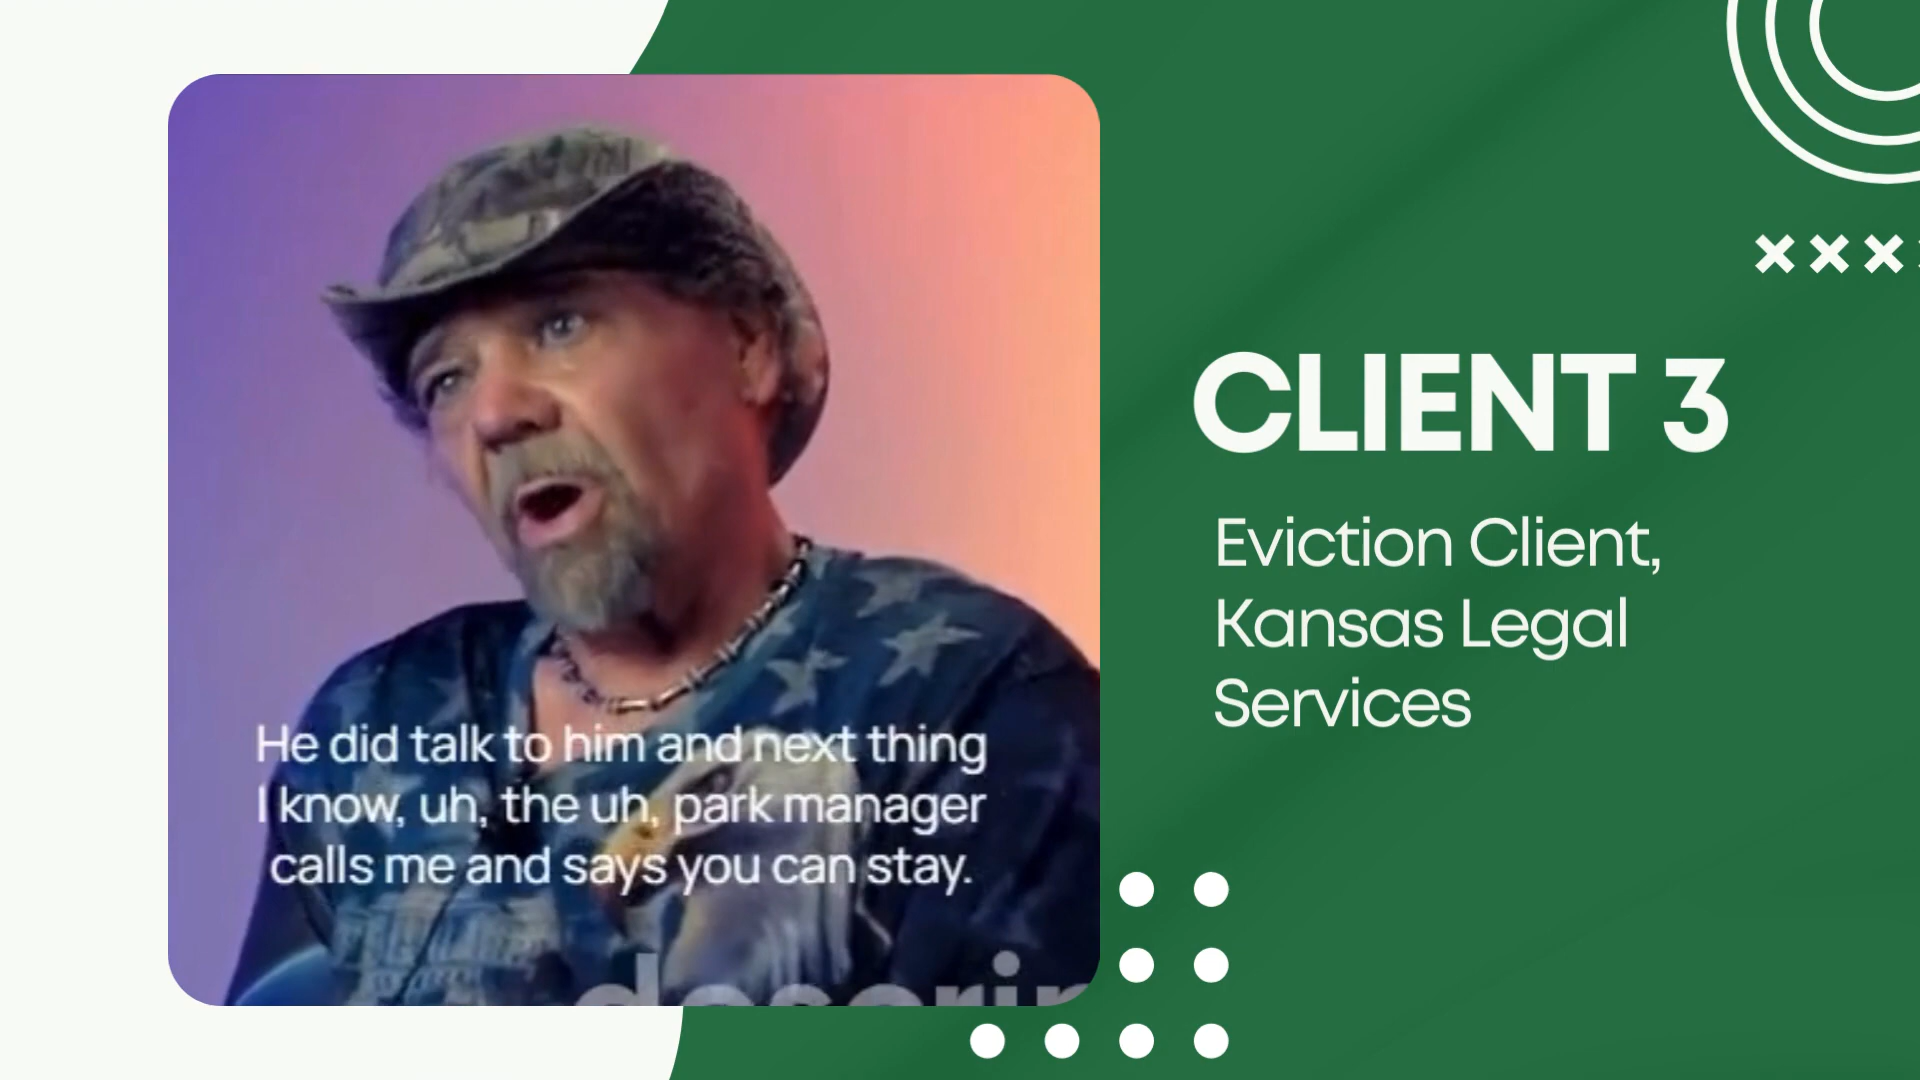 CLIENT 3
Eviction Client,
Kansas Legal
Services
He did talk to him and next thing
I know, uh, the uh, park manager
calls me and says you can stay.